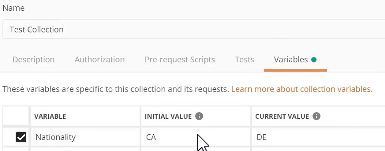 Name
Test Collection
Description Authorization Pre-request Scripts Tests Variables
These variables are specific to this collection and its requests. Learn more about collection variables.
VARIABLE INITIAL VALUE CURRENT VALUE
Nationality CA DE